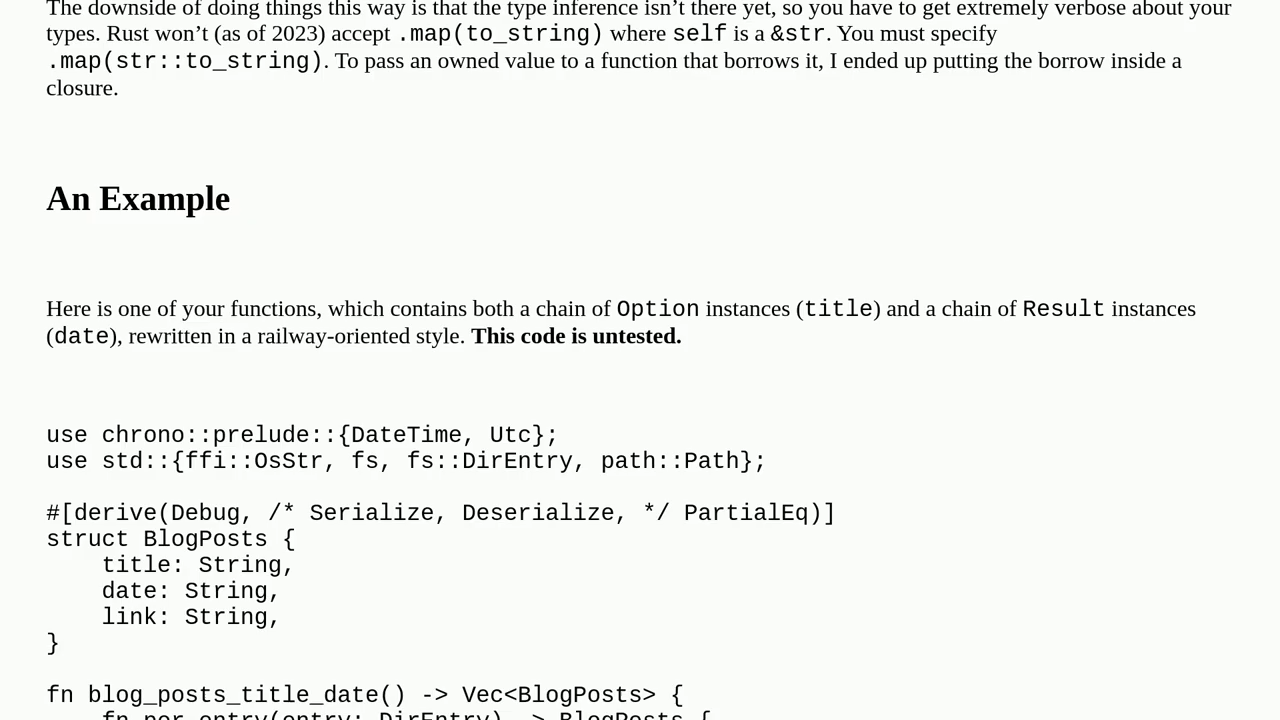 The downside of doing things this way is that the type inference isn’t there yet, so you have to get extremely verbose about your
types. Rust won’t (as of 2023) accept .map(to_string) where self is a &str. You must specify
.map(str::to_string). To pass an owned value to a function that borrows it, I ended up putting the borrow inside a
closure.
An Example
Here is one of your functions, which contains both a chain of Option instances (title) and a chain of Result instances
(date), rewritten in a railway-oriented style. This code is untested.
use chrono::prelude::{DateTime, Utc};
use std::{ffi::OsStr, fs, fs::DirEntry, path::Path};
#[derive(Debug, /* Serialize, Deserialize, */ PartialEq)]
struct BlogPosts {
    title: String,
    date: String,
    link: String,
}
fn blog_posts_title_date() -> Vec<BlogPosts> {
    fn per_entry(entry: DirEntry) -> BlogPosts {